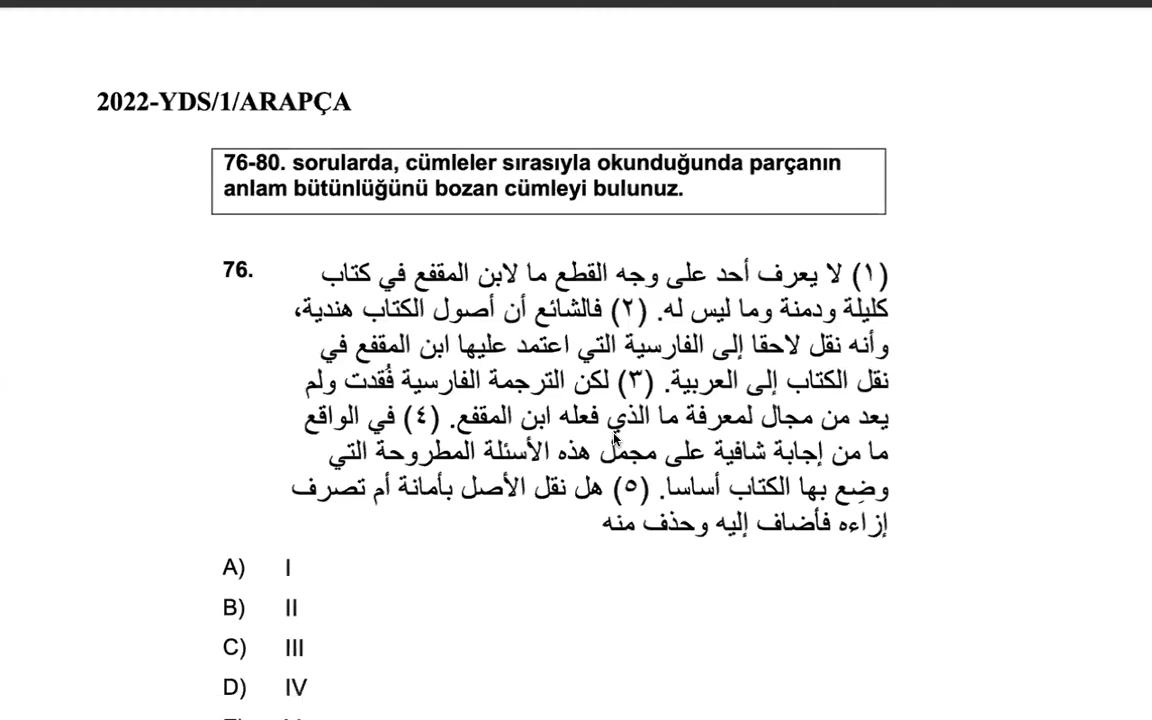 2022-YDS/1/ARAPÇA
76-80. sorularda, cümleler sırasıyla okunduğunda parçanın
anlam bütünlüğünü bozan cümleyi bulunuz.
76.
(١) لا يعرف أحد على وجه القطع ما لابن المقفع في كتاب
كليلة ودمنة وما ليس له. (٢) فالشائع أن أصول الكتاب هندية،
وأنه نقل لاحقا إلى الفارسية التي اعتمد عليها ابن المقفع في
نقل الكتاب إلى العربية. (٣) لكن الترجمة الفارسية فُقدت ولم
يعد من مجال لمعرفة ما الذي فعله ابن المقفع. (٤) في الواقع
ما من إجابة شافية على مجمل هذه الأسئلة المطروحة التي
وضِع بها الكتاب أساسا. (٥) هل نقل الأصل بأمانة أم تصرف
إزاءه فأضاف إليه وحذف منه
A) I
B) II
C) III
D) IV